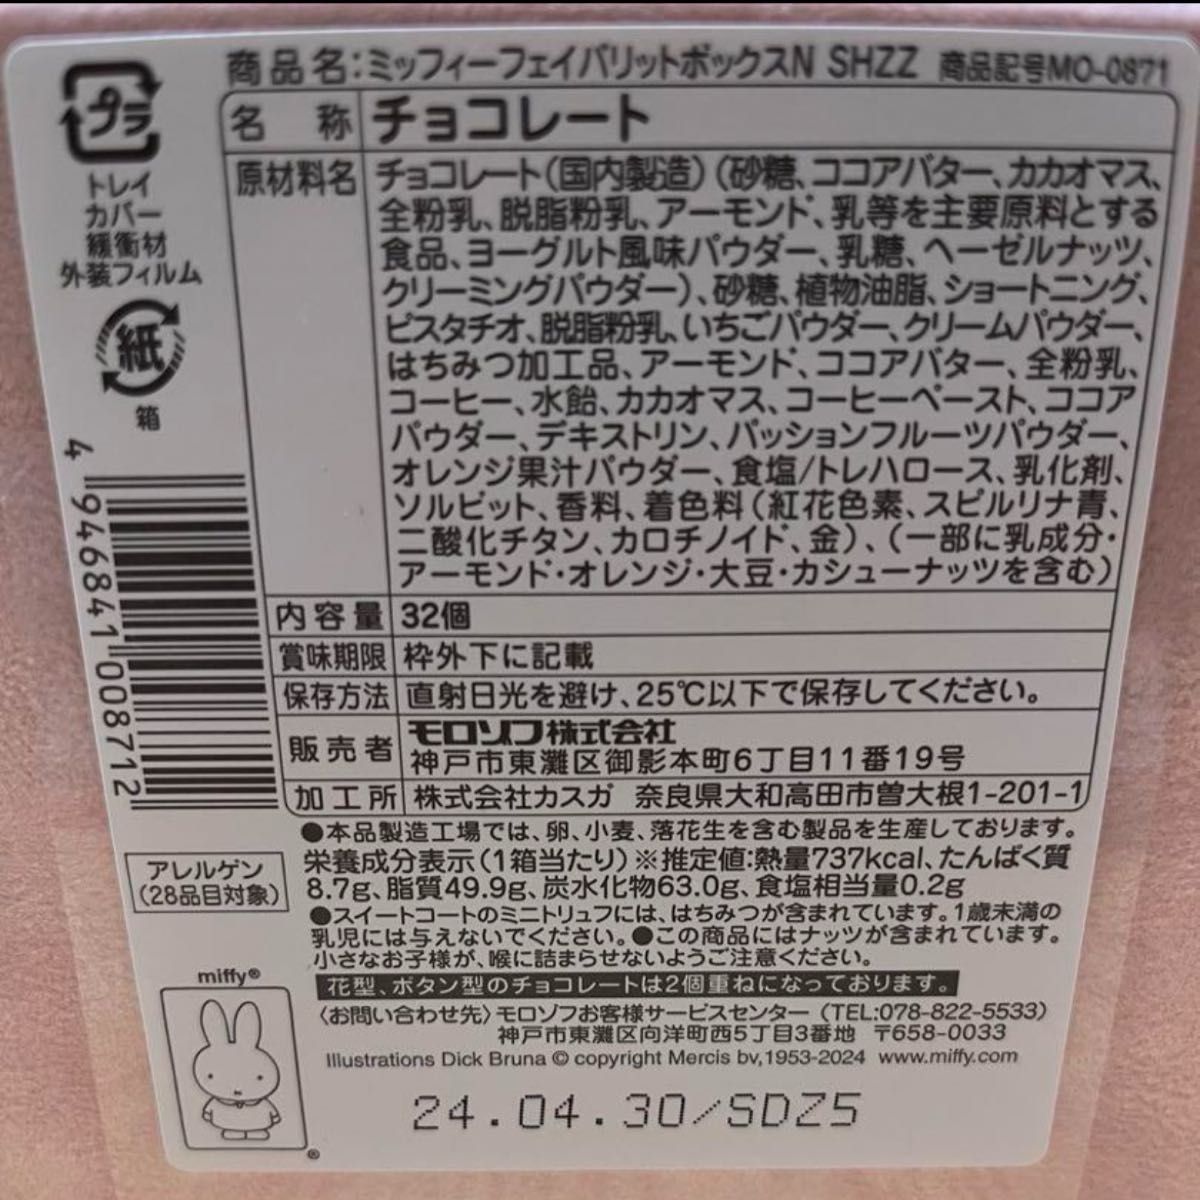 商品名:ミッフィーフェイバリットボックスN SHZZ 商品記号MO-0871
プラ
トレイ
カバー
緩衝材
外装フィルム
紙
箱
4 946841 008712
名称 チョコレート
原材料名 チョコレート(国内製造)(砂糖、ココアバター、カカオマス、
全粉乳、脱脂粉乳、アーモンド、乳等を主要原料とする
食品、ヨーグルト風味パウダー、乳糖、ヘーゼルナッツ、
クリーミングパウダー)、砂糖、植物油脂、ショートニング、
ピスタチオ、脱脂粉乳、いちごパウダー、クリームパウダー、
はちみつ加工品、アーモンド、ココアバター、全粉乳、
コーヒー、水飴、カカオマス、コーヒーペースト、ココア
パウダー、デキストリン、パッションフルーツパウダー、
オレンジ果汁パウダー、食塩/トレハロース、乳化剤、
ソルビット、香料、着色料(紅花色素、スピルリナ青、
二酸化チタン、カロチノイド、金)、(一部に乳成分・
アーモンド・オレンジ・大豆・カシューナッツを含む)
内容量 32個
賞味期限 枠外下に記載
保存方法 直射日光を避け、25℃以下で保存してください。
販売者 モロゾフ株式会社
神戸市東灘区御影本町6丁目11番19号
加工所 株式会社カスガ 奈良県大和高田市曽大根1-201-1
●本品製造工場では、卵、小麦、落花生を含む製品を生産しております。
アレルゲン
(28品目対象)
栄養成分表示(1箱当たり)※推定値:熱量737kcal、たんぱく質
8.7g、脂質49.9g、炭水化物63.0g、食塩相当量0.2g
●スイートコートのミニトリュフには、はちみつが含まれています。1歳未満の
乳児には与えないでください。●この商品にはナッツが含まれています。
小さなお子様が、喉に詰まらせないようご注意ください。
花型、ボタン型のチョコレートは2個重ねになっております。
〈お問い合わせ先〉モロゾフお客様サービスセンター(TEL:078-822-5533)
神戸市東灘区向洋町西5丁目3番地 〒658-0033
Illustrations Dick Bruna © copyright Mercis bv,1953-2024 www.miffy.com
miffy®
®
24.04.30/SDZ5